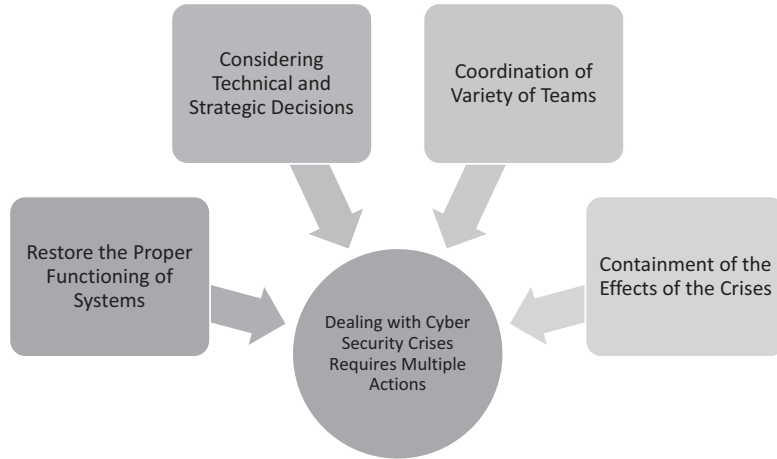 Considering
Technical and
Strategic Decisions
Coordination of
Variety of Teams
Restore the Proper
Functioning of
Systems
Containment of the
Effects of the Crises
Dealing with Cyber
Security Crises
Requires Multiple
Actions